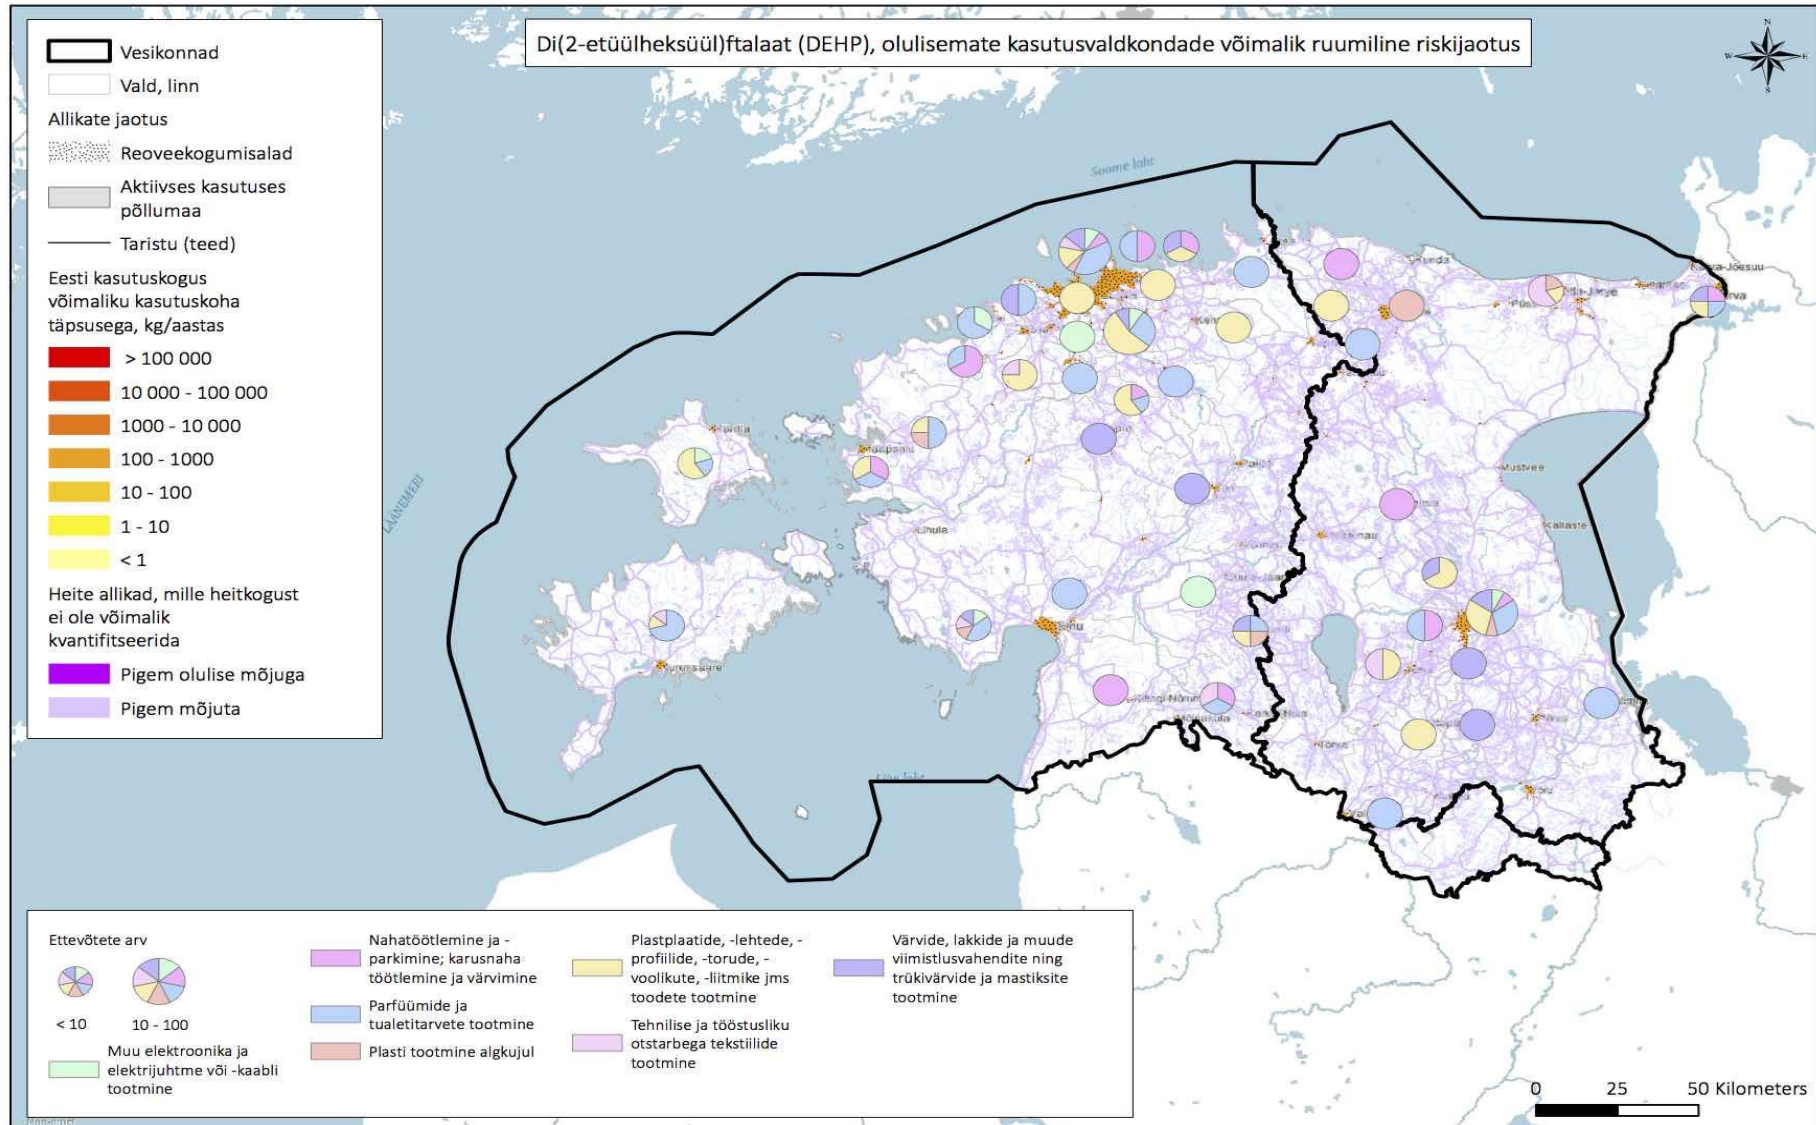 Di(2-etüülheksüül)ftalaat (DEHP), olulisemate kasutusvaldkondade võimalik ruumiline riskijaotus
N
W
E
S
Vesikonnad
Vald, linn
Allikate jaotus
Reoveekogumisalad
Aktiivses kasutuses
põllumaa
Taristu (teed)
Eesti kasutuskogus
võimaliku kasutuskoha
täpsusega, kg/aastas
> 100 000
10 000 - 100 000
1000 - 10 000
100 - 1000
10 - 100
1 - 10
< 1
Heite allikad, mille heitkogust
ei ole võimalik
kvantifitseerida
Pigem olulise mõjuga
Pigem mõjuta
Soome laht
LÄÄNEMERI
Lihula
Mustvee
Kallaste
Ettevõtete arv
< 10
10 - 100
Muu elektroonika ja
elektrijuhtme või -kaabli
tootmine
Nahatöötlemine ja -
parkimine; karusnaha
töötlemine ja värvimine
Parfüümide ja
tualetitarvete tootmine
Plasti tootmine algkujul
Plastplaatide, -lehtede, -
profiilide, -torude, -
voolikute, -liitmike jms
toodete tootmine
Tehnilise ja tööstusliku
otstarbega tekstiilide
tootmine
Värvide, lakkide ja muude
viimistlusvahendite ning
trükivärvide ja mastiksite
tootmine
0 25 50 Kilometers